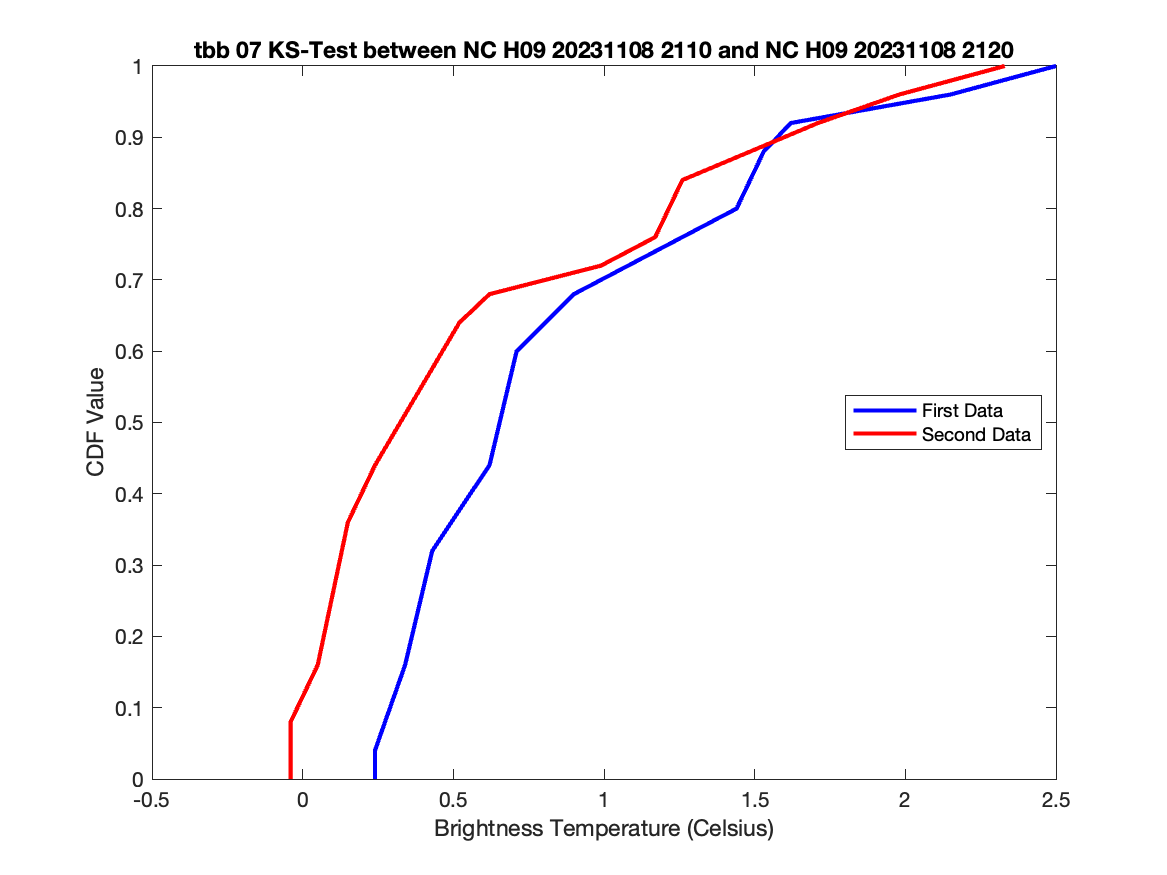 tbb 07 KS-Test between NC H09 20231108 2110 and NC H09 20231108 2120
1
0.9
0.8
0.7
0.6
0.5
0.4
0.3
0.2
0.1
0
CDF Value
First Data
Second Data
-0.5 0 0.5 1 1.5 2 2.5
Brightness Temperature (Celsius)